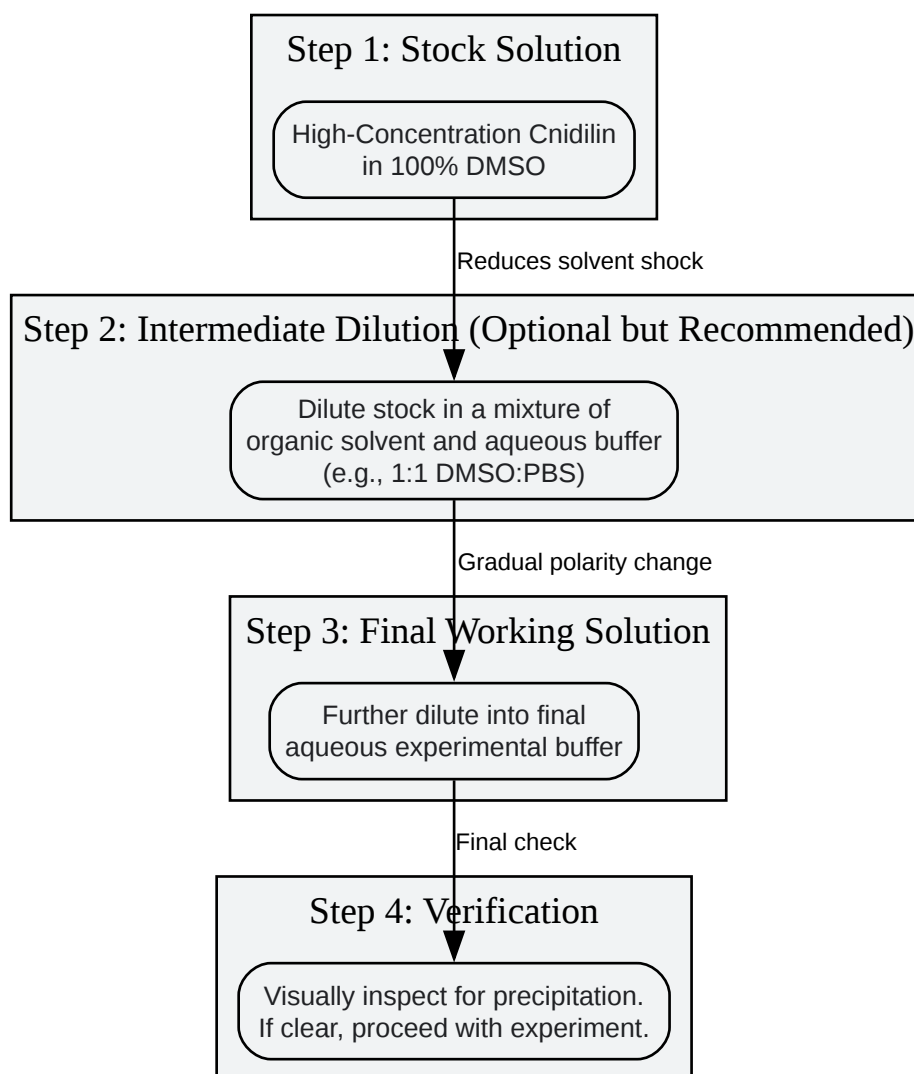 Step 1: Stock Solution
High-Concentration Cnidilin
in 100% DMSO
Reduces solvent shock
Step 2: Intermediate Dilution (Optional but Recommended)
Dilute stock in a mixture of
organic solvent and aqueous buffer
(e.g., 1:1 DMSO:PBS)
Gradual polarity change
Step 3: Final Working Solution
Further dilute into final
aqueous experimental buffer
Final check
Step 4: Verification
Visually inspect for precipitation.
If clear, proceed with experiment.